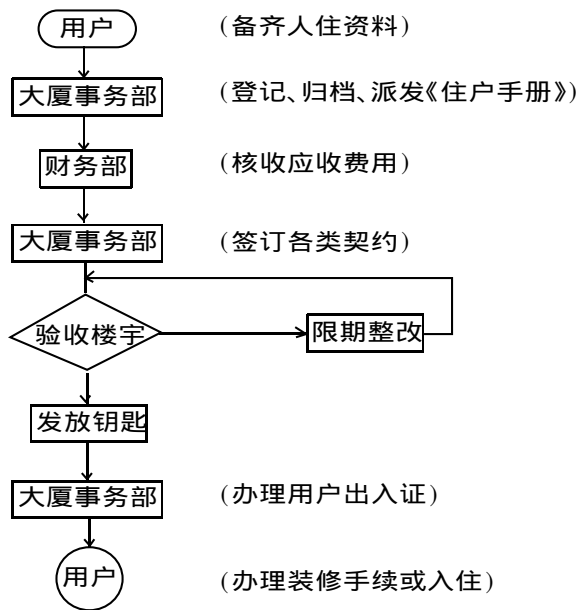 用户 (备齐人住资料)
大厦事务部 (登记、归档、派发《住户手册》)
财务部 (核收应收费用)
大厦事务部 (签订各类契约)
验收楼宇 限期整改
发放钥匙
大厦事务部 (办理用户出入证)
用户 (办理装修手续或入住)